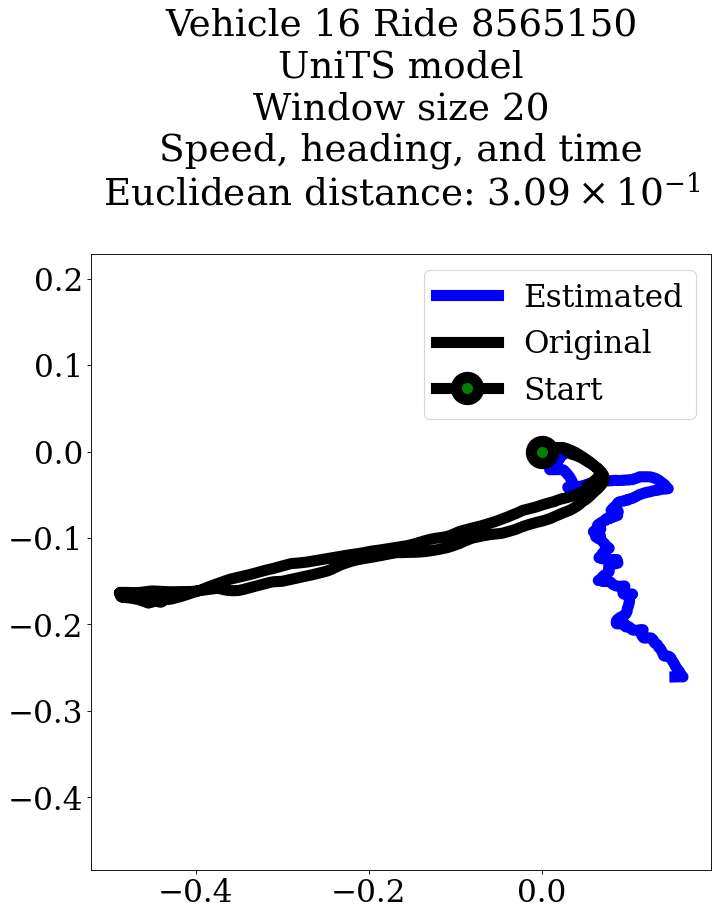 Vehicle 16 Ride 8565150
UniTS model
Window size 20
Speed, heading, and time
Euclidean distance: 3.09 × 10⁻¹
Estimated
Original
Start
0.2
0.1
0.0
−0.1
−0.2
−0.3
−0.4
−0.4 −0.2 0.0